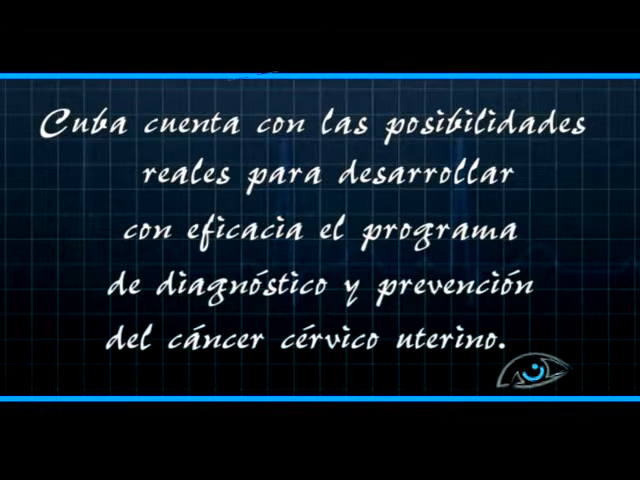 Cuba cuenta con las posibilidades
reales para desarrollar
con eficacia el programa
de diagnóstico y prevención
del cáncer cérvico uterino.